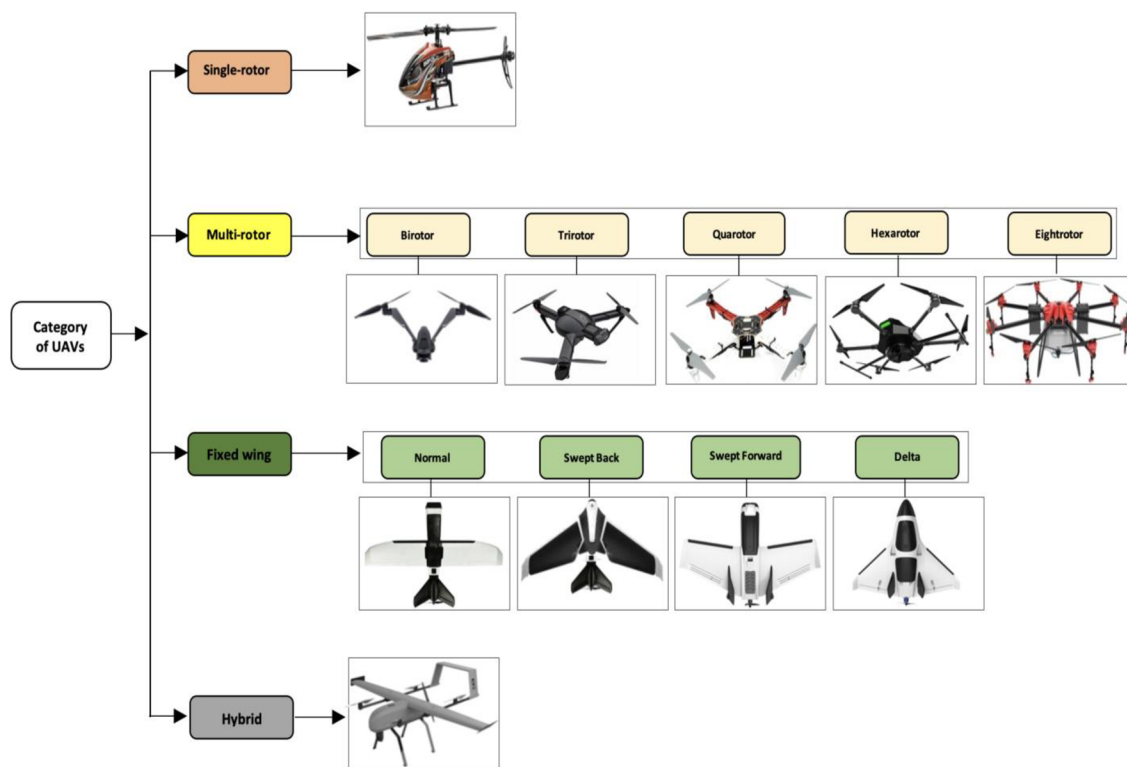 Single-rotor
Multi-rotor
Birotor
Trirotor
Quarotor
Hexarotor
Eightrotor
Category
of UAVs
Fixed wing
Normal
Swept Back
Swept Forward
Delta
Hybrid